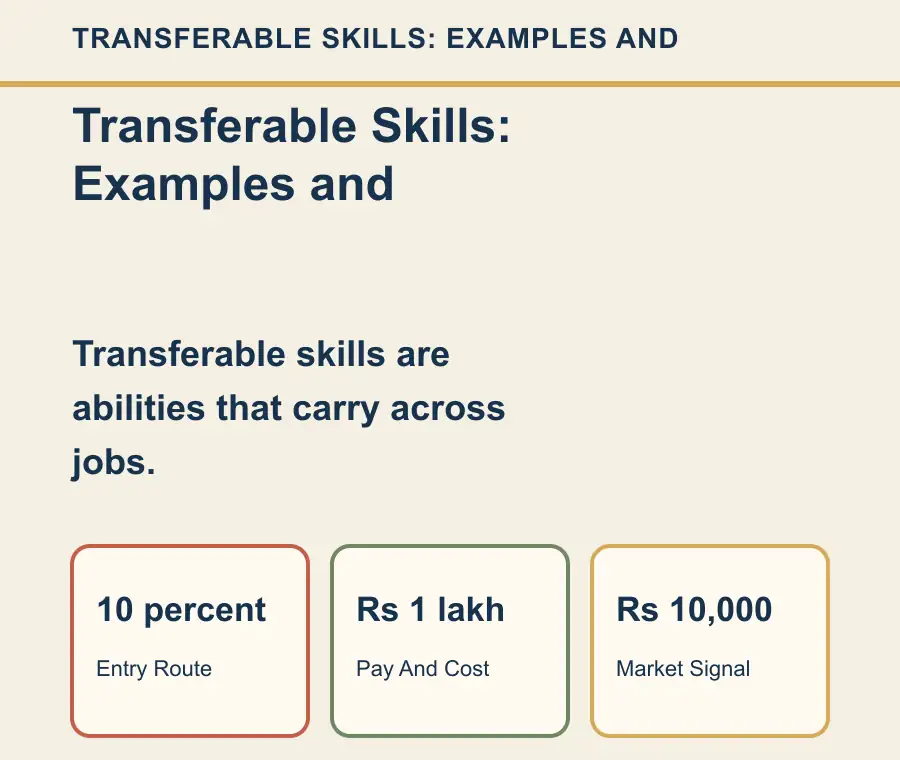 TRANSFERABLE SKILLS: EXAMPLES AND
Transferable Skills:
Examples and
Transferable skills are
abilities that carry across
jobs.
10 percent
Entry Route
Rs 1 lakh
Pay And Cost
Rs 10,000
Market Signal